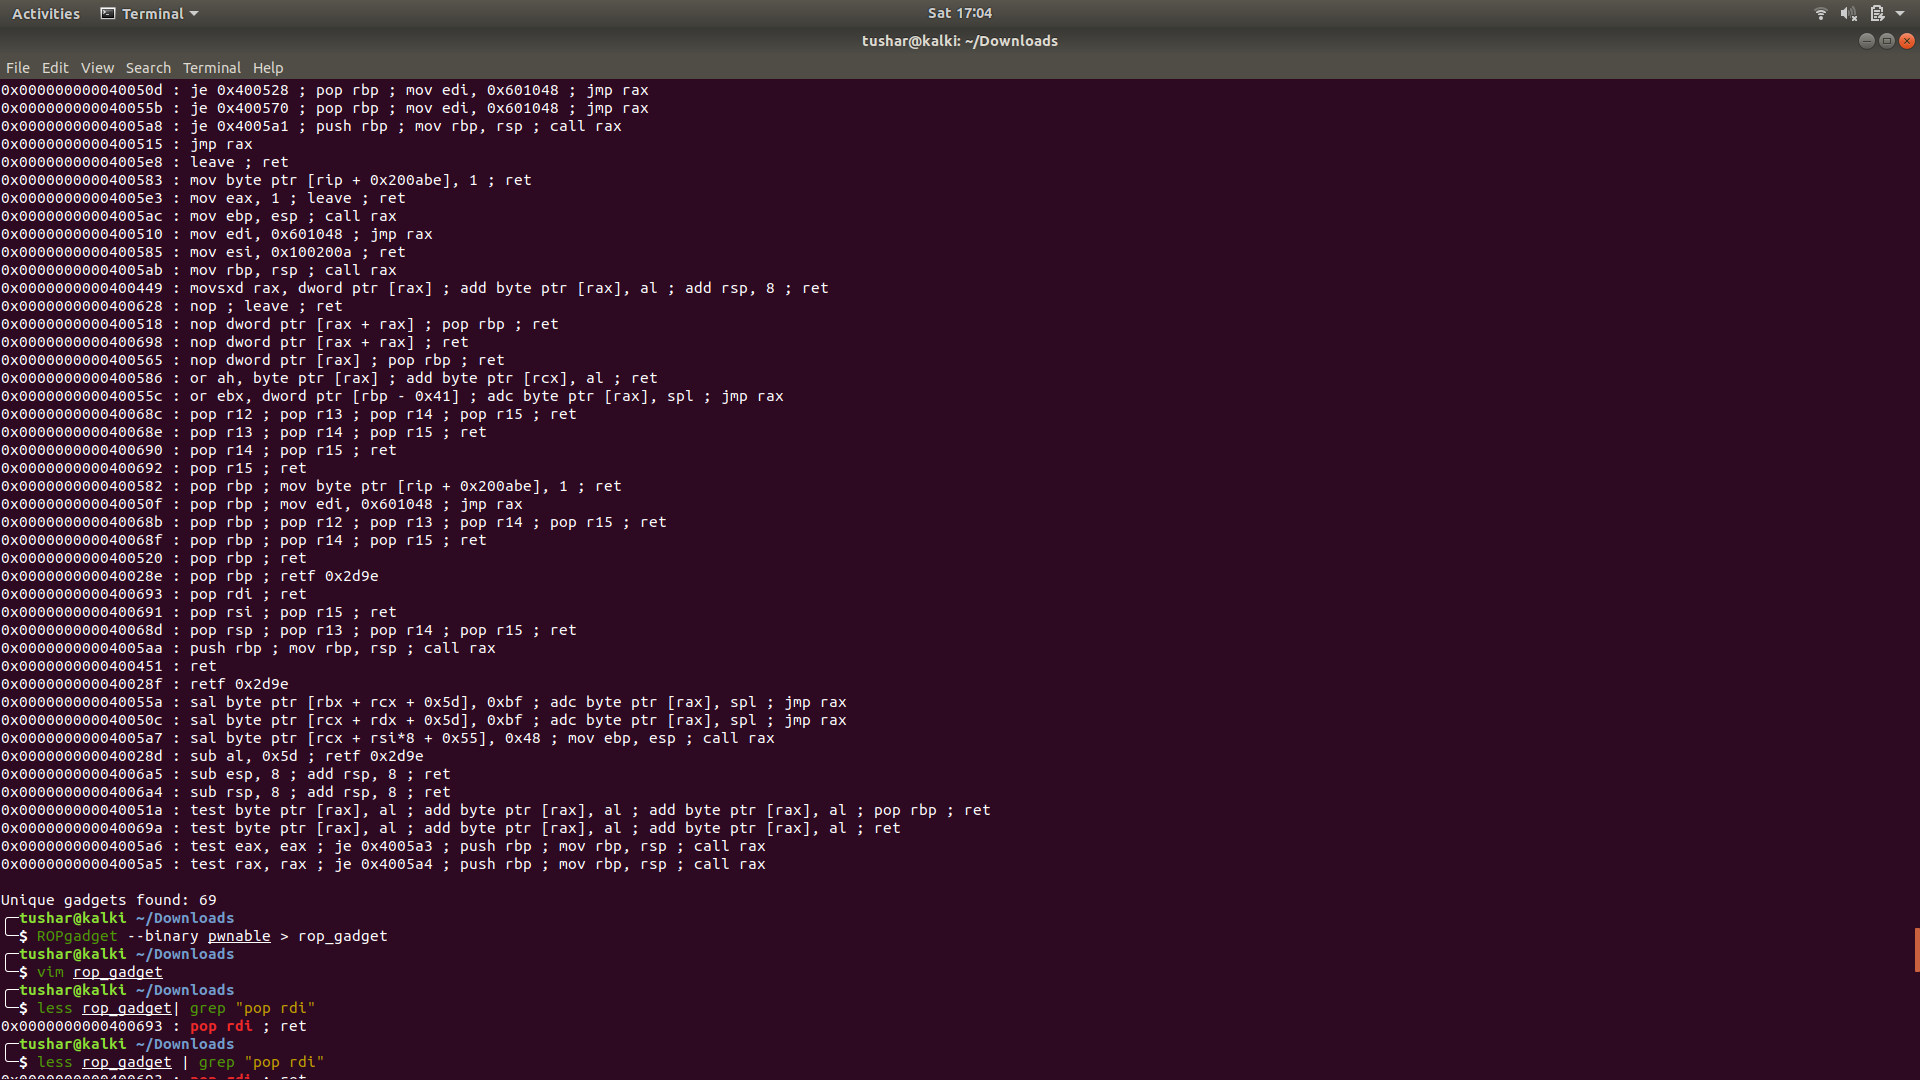 Activities Terminal Sat 17:04
tushar@kalki: ~/Downloads
File Edit View Search Terminal Help
0x000000000040050d : je 0x400528 ; pop rbp ; mov edi, 0x601048 ; jmp rax
0x000000000040055b : je 0x400570 ; pop rbp ; mov edi, 0x601048 ; jmp rax
0x00000000004005a8 : je 0x4005a1 ; push rbp ; mov rbp, rsp ; call rax
0x0000000000400515 : jmp rax
0x00000000004005e8 : leave ; ret
0x0000000000400583 : mov byte ptr [rip + 0x200abe], 1 ; ret
0x00000000004005e3 : mov eax, 1 ; leave ; ret
0x00000000004005ac : mov ebp, esp ; call rax
0x0000000000400510 : mov edi, 0x601048 ; jmp rax
0x0000000000400585 : mov esi, 0x100200a ; ret
0x00000000004005ab : mov rbp, rsp ; call rax
0x0000000000400449 : movsxd rax, dword ptr [rax] ; add byte ptr [rax], al ; add rsp, 8 ; ret
0x0000000000400628 : nop ; leave ; ret
0x0000000000400518 : nop dword ptr [rax + rax] ; pop rbp ; ret
0x0000000000400698 : nop dword ptr [rax + rax] ; ret
0x0000000000400565 : nop dword ptr [rax] ; pop rbp ; ret
0x0000000000400586 : or ah, byte ptr [rax] ; add byte ptr [rcx], al ; ret
0x000000000040055c : or ebx, dword ptr [rbp - 0x41] ; adc byte ptr [rax], spl ; jmp rax
0x000000000040068c : pop r12 ; pop r13 ; pop r14 ; pop r15 ; ret
0x000000000040068e : pop r13 ; pop r14 ; pop r15 ; ret
0x0000000000400690 : pop r14 ; pop r15 ; ret
0x0000000000400692 : pop r15 ; ret
0x0000000000400582 : pop rbp ; mov byte ptr [rip + 0x200abe], 1 ; ret
0x000000000040050f : pop rbp ; mov edi, 0x601048 ; jmp rax
0x000000000040068b : pop rbp ; pop r12 ; pop r13 ; pop r14 ; pop r15 ; ret
0x000000000040068f : pop rbp ; pop r14 ; pop r15 ; ret
0x0000000000400520 : pop rbp ; ret
0x000000000040028e : pop rbp ; retf 0x2d9e
0x0000000000400693 : pop rdi ; ret
0x0000000000400691 : pop rsi ; pop r15 ; ret
0x000000000040068d : pop rsp ; pop r13 ; pop r14 ; pop r15 ; ret
0x00000000004005aa : push rbp ; mov rbp, rsp ; call rax
0x0000000000400451 : ret
0x000000000040028f : retf 0x2d9e
0x000000000040055a : sal byte ptr [rbx + rcx + 0x5d], 0xbf ; adc byte ptr [rax], spl ; jmp rax
0x000000000040050c : sal byte ptr [rcx + rdx + 0x5d], 0xbf ; adc byte ptr [rax], spl ; jmp rax
0x00000000004005a7 : sal byte ptr [rcx + rsi*8 + 0x55], 0x48 ; mov ebp, esp ; call rax
0x000000000040028d : sub al, 0x5d ; retf 0x2d9e
0x00000000004006a5 : sub esp, 8 ; add rsp, 8 ; ret
0x00000000004006a4 : sub rsp, 8 ; add rsp, 8 ; ret
0x000000000040051a : test byte ptr [rax], al ; add byte ptr [rax], al ; add byte ptr [rax], al ; pop rbp ; ret
0x000000000040069a : test byte ptr [rax], al ; add byte ptr [rax], al ; add byte ptr [rax], al ; ret
0x00000000004005a6 : test eax, eax ; je 0x4005a3 ; push rbp ; mov rbp, rsp ; call rax
0x00000000004005a5 : test rax, rax ; je 0x4005a4 ; push rbp ; mov rbp, rsp ; call rax
Unique gadgets found: 69
tushar@kalki ~/Downloads
$ ROPgadget --binary pwnable > rop_gadget
tushar@kalki ~/Downloads
$ vim rop_gadget
tushar@kalki ~/Downloads
$ less rop_gadget| grep "pop rdi"
0x0000000000400693 : pop rdi ; ret
tushar@kalki ~/Downloads
$ less rop_gadget | grep "pop rdi"
0x0000000000400693 : pop rdi ; ret